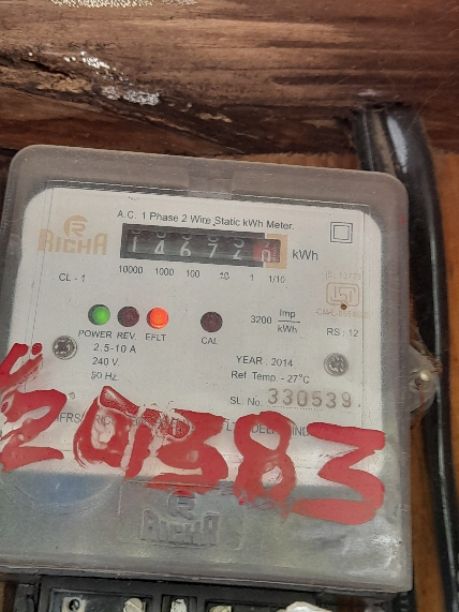 A.C. 1 Phase 2 Wire Static kWh Meter.
RICHA
14672 0 kWh
10000 1000 100 10 1 1/10
CL - 1
POWER REV. EFLT CAL
3200 Imp/kWh
RS : 12
2.5-10 A
240 V.
50 Hz.
YEARː 2014
Ref. Temp. - 27°C
SL. No. 330539
RICHA